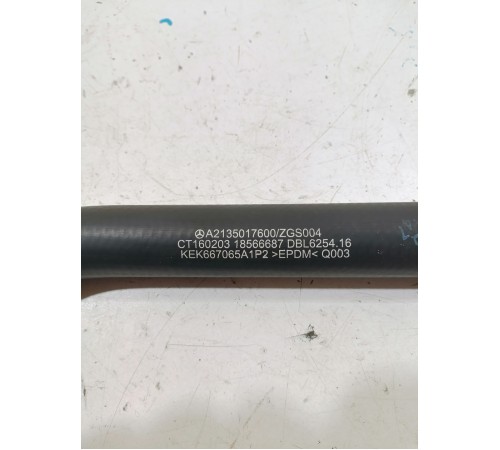 A2135017600/ZGS004
CT160203 18566687 DBL6254.16
KEK667065A1P2 >EPDM< Q003